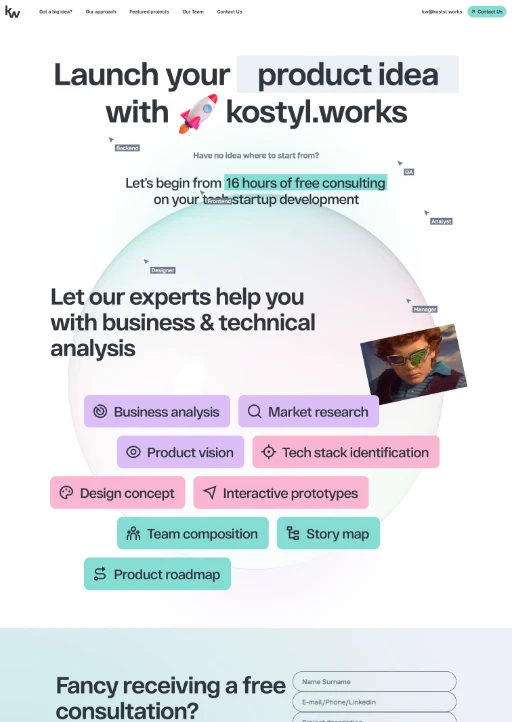 kw
Got a big idea?
Our approach
Featured projects
Our Team
Contact Us
kw@kostyl.works
Contact Us
Launch your product idea
with 🚀 kostyl.works
Backend
Have no idea where to start from?
QA
Let's begin from 16 hours of free consulting
on your tech startup development
Frontend
Analyst
Designer
Let our experts help you
with business & technical
analysis
Manager
Business analysis
Market research
Product vision
Tech stack identification
Design concept
Interactive prototypes
Team composition
Story map
Product roadmap
Fancy receiving a free
consultation?
Name Surname
E-mail/Phone/Linkedin
Project description